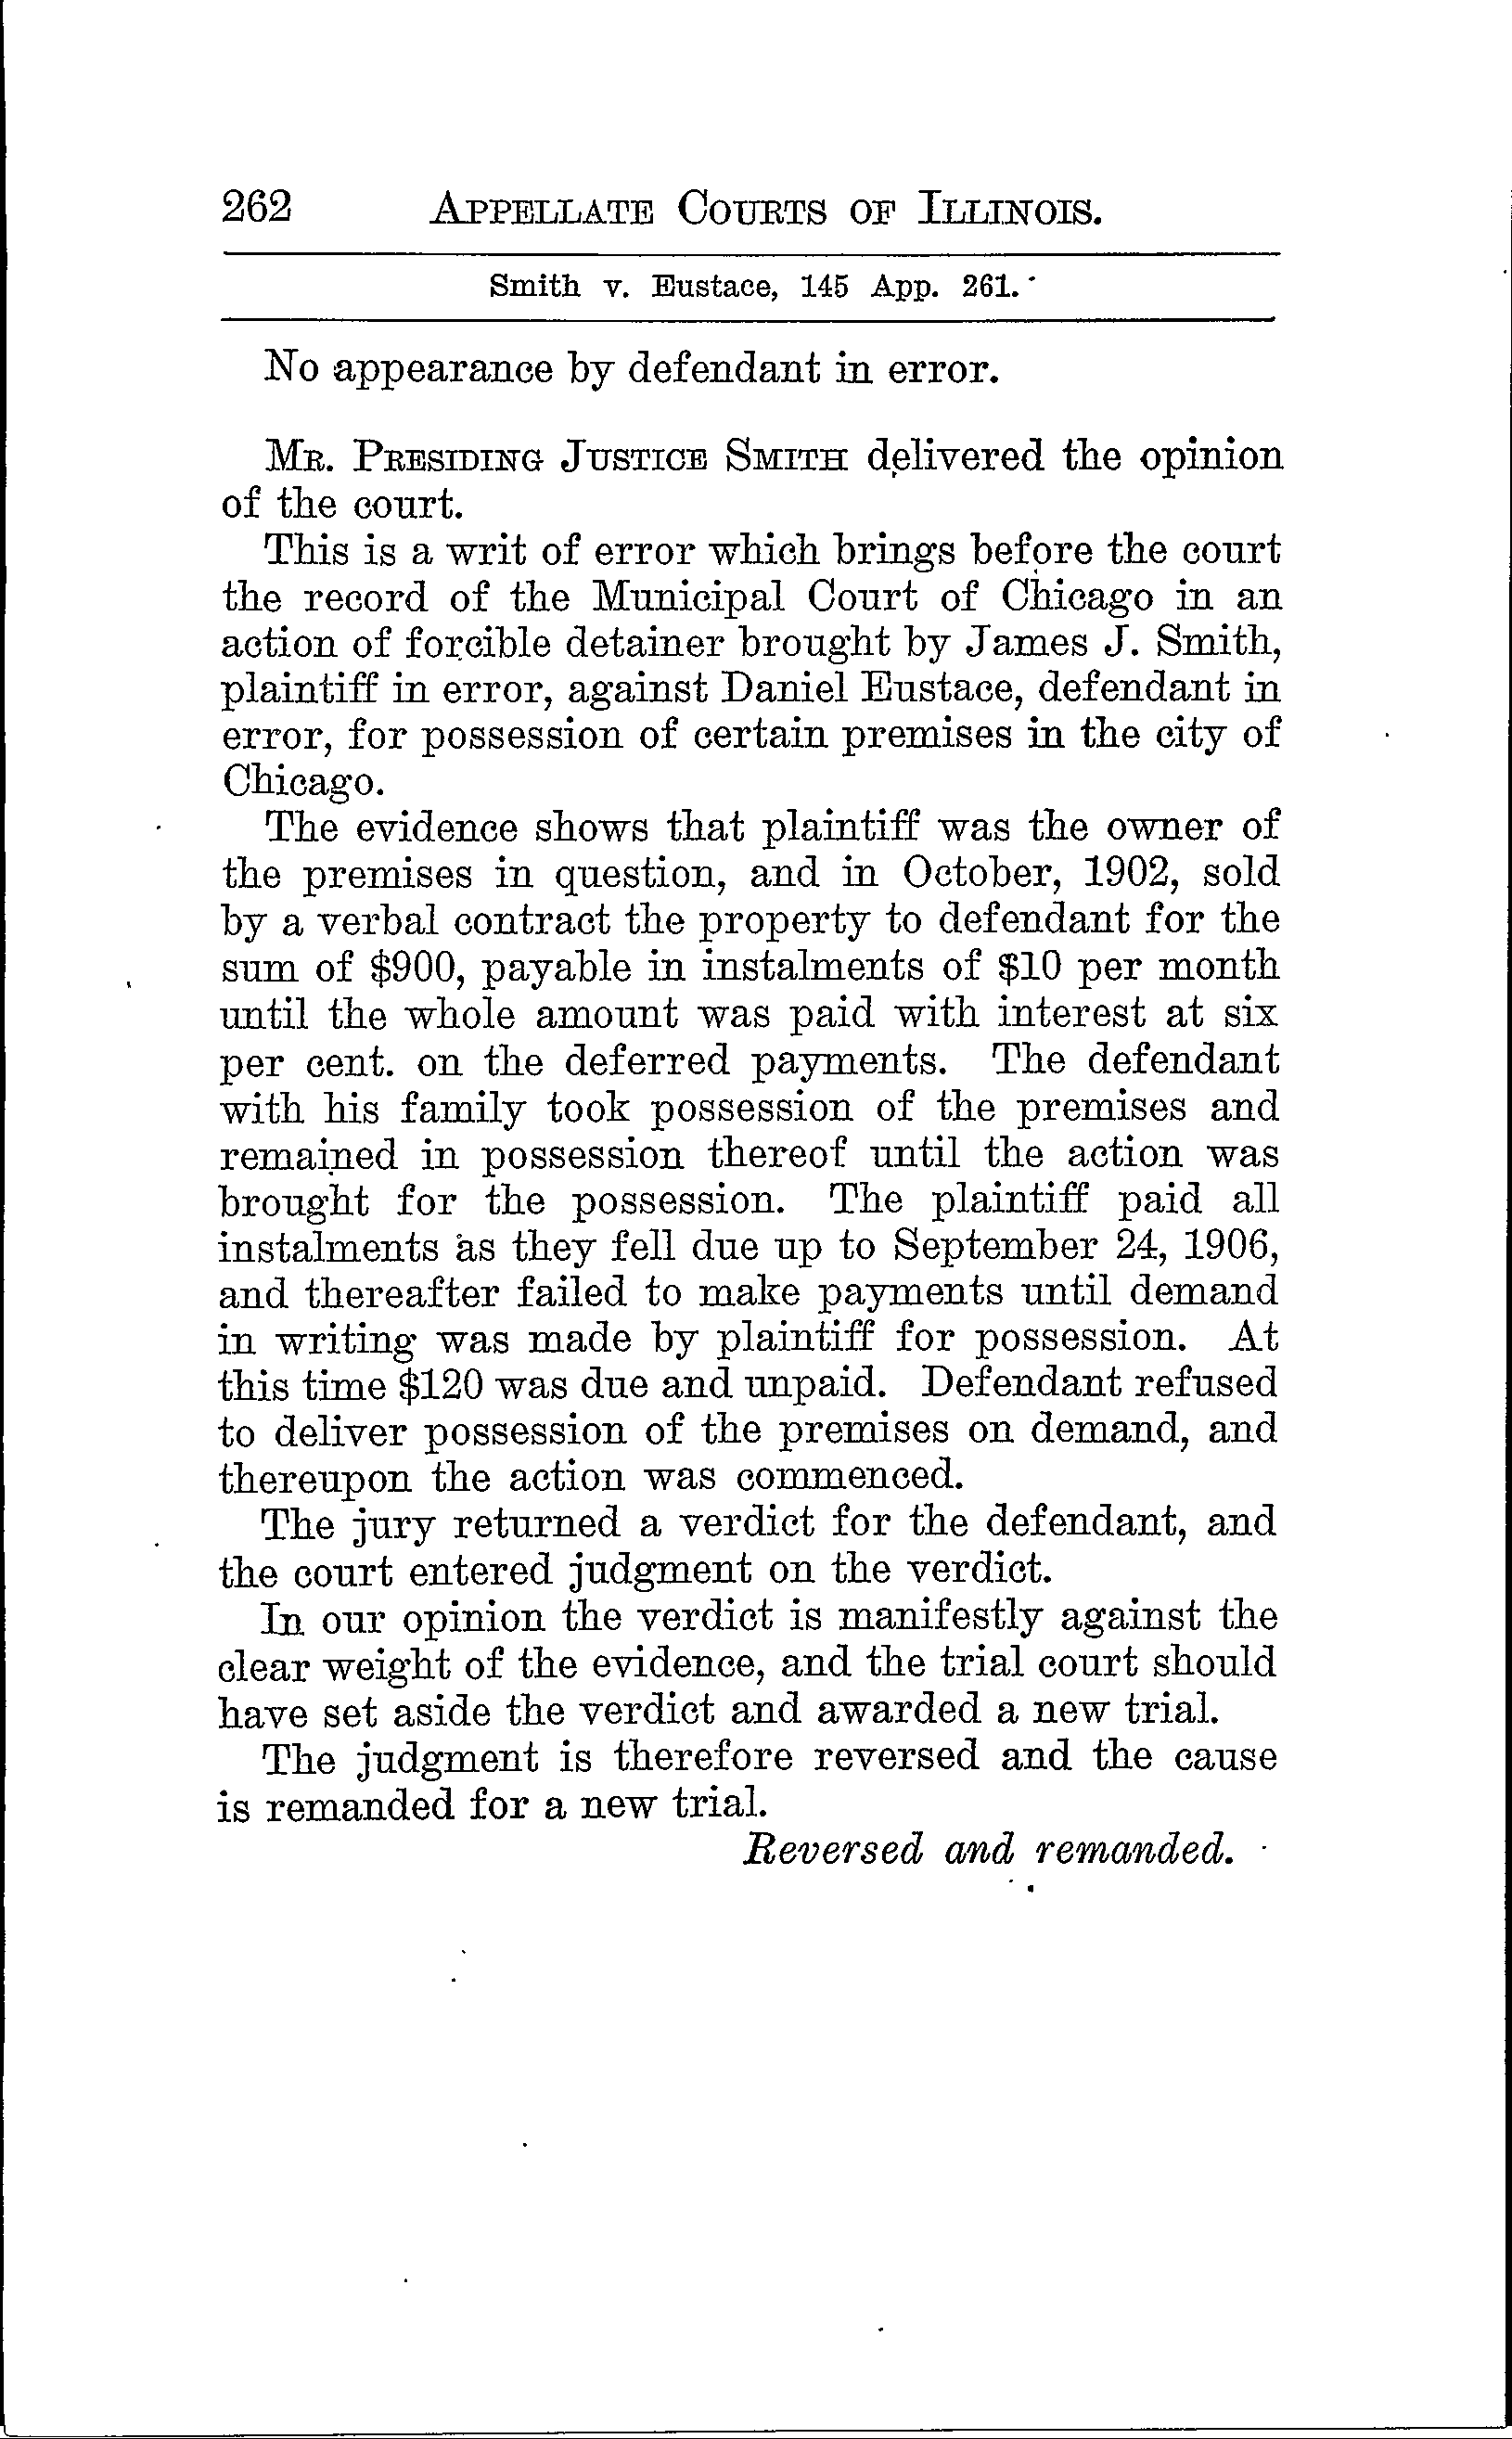 262 APPELLATE COURTS OF ILLINOIS.
Smith v. Eustace, 145 App. 261.
No appearance by defendant in error.
MR. PRESIDING JUSTICE SMITH delivered the opinion
of the court.
This is a writ of error which brings before the court
the record of the Municipal Court of Chicago in an
action of forcible detainer brought by James J. Smith,
plaintiff in error, against Daniel Eustace, defendant in
error, for possession of certain premises in the city of
Chicago.
The evidence shows that plaintiff was the owner of
the premises in question, and in October, 1902, sold
by a verbal contract the property to defendant for the
sum of $900, payable in instalments of $10 per month
until the whole amount was paid with interest at six
per cent. on the deferred payments. The defendant
with his family took possession of the premises and
remained in possession thereof until the action was
brought for the possession. The plaintiff paid all
instalments as they fell due up to September 24, 1906,
and thereafter failed to make payments until demand
in writing was made by plaintiff for possession. At
this time $120 was due and unpaid. Defendant refused
to deliver possession of the premises on demand, and
thereupon the action was commenced.
The jury returned a verdict for the defendant, and
the court entered judgment on the verdict.
In our opinion the verdict is manifestly against the
clear weight of the evidence, and the trial court should
have set aside the verdict and awarded a new trial.
The judgment is therefore reversed and the cause
is remanded for a new trial.
Reversed and remanded.